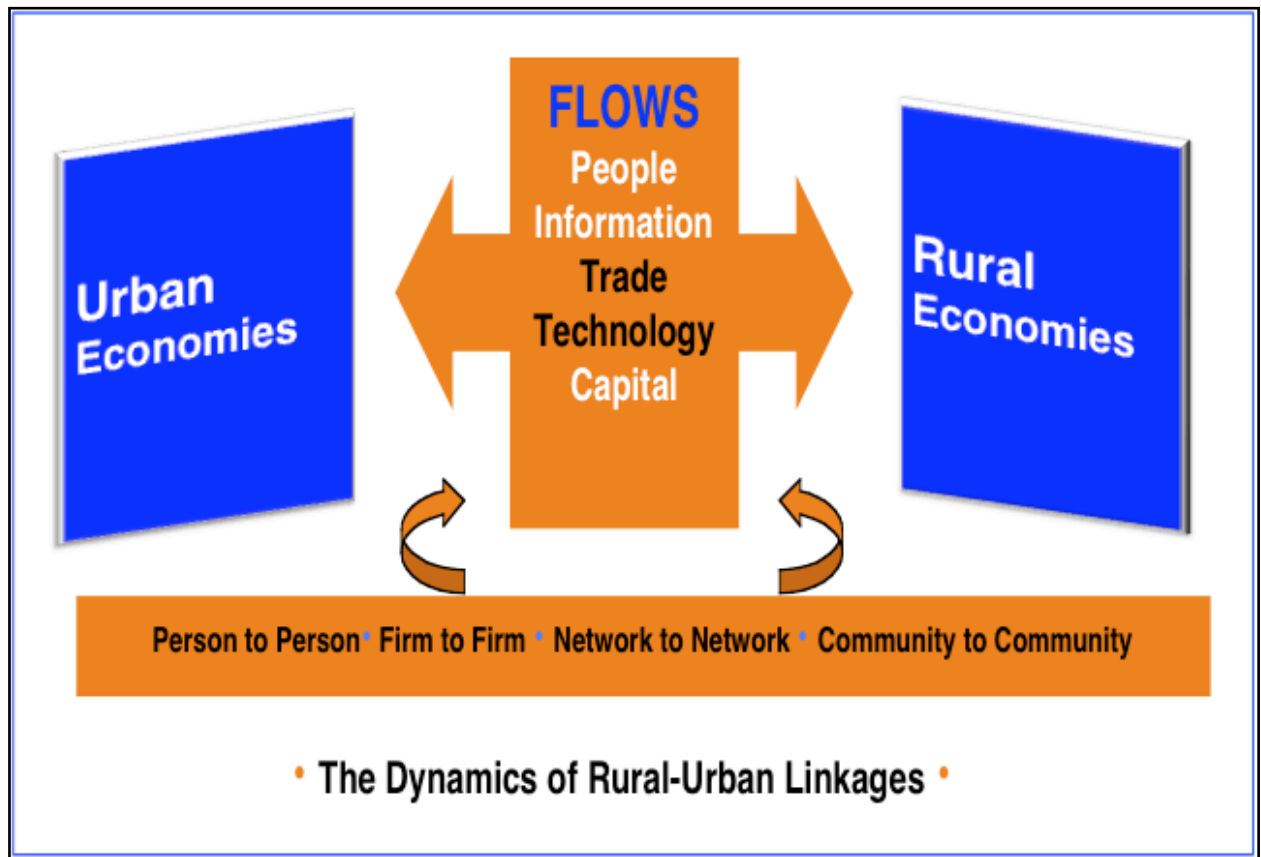 FLOWS
People
Information
Trade
Technology
Capital
Urban
Economies
Rural
Economies
Person to Person • Firm to Firm • Network to Network • Community to Community
• The Dynamics of Rural-Urban Linkages •